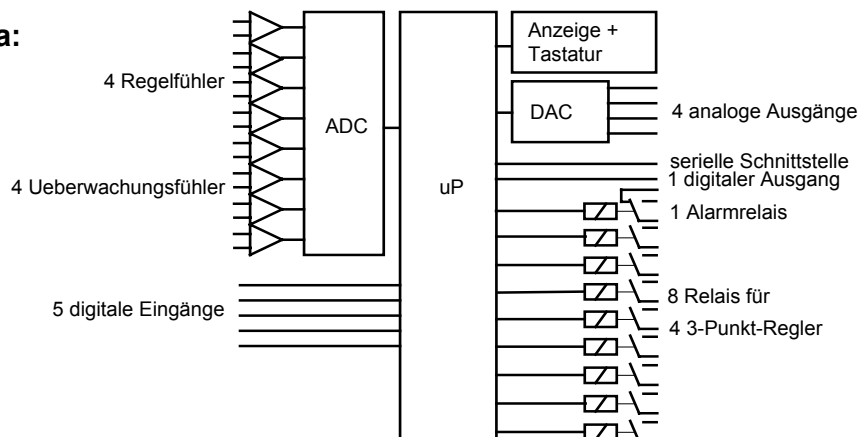 a:
4 Regelfühler
4 Ueberwachungsfühler
5 digitale Eingänge
ADC
uP
Anzeige +
Tastatur
DAC
4 analoge Ausgänge
serielle Schnittstelle
1 digitaler Ausgang
1 Alarmrelais
8 Relais für
4 3-Punkt-Regler